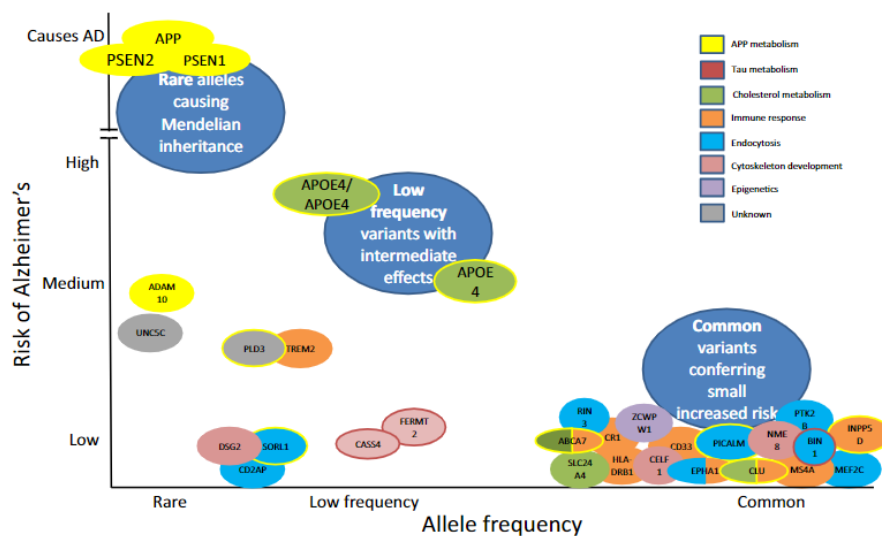 Causes AD
APP
PSEN2
PSEN1
Rare alleles
causing
Mendelian
inheritance
High
APOE4/
APOE4
Low
frequency
variants with
intermediate
effects
APOE
4
Medium
ADAM
10
UNC5C
PLD3
TREM2
Common
variants
conferring
small
increased risk
Low
DSG2
SORL1
CD2AP
CASS4
FERMT
2
RIN
3
ABCA7
SLC24
A4
CR1
HLA-
DRB1
ZCWP
W1
CELF
1
CD33
EPHA1
PICALM
CLU
NME
8
PTK2
B
BIN
1
MS4A
INPP5
D
MEF2C
Rare
Low frequency
Common
Allele frequency
Risk of Alzheimer's
APP metabolism
Tau metabolism
Cholesterol metabolism
Immune response
Endocytosis
Cytoskeleton development
Epigenetics
Unknown